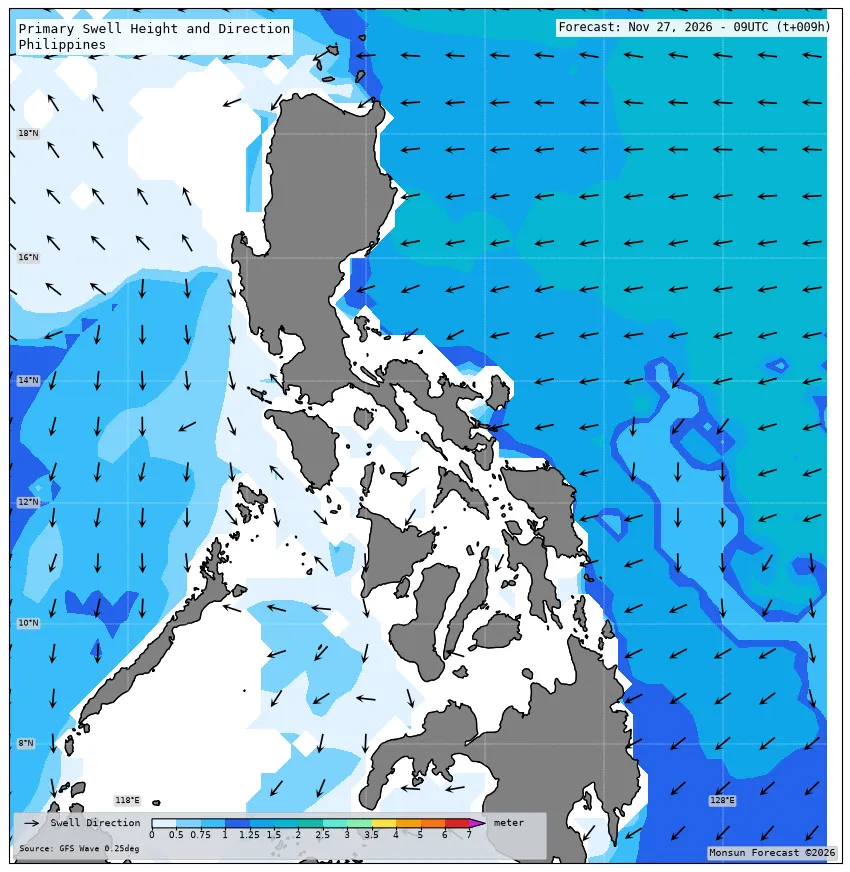 Primary Swell Height and Direction
Philippines
Forecast: Nov 27, 2026 - 09UTC (t+009h)
18°N
16°N
14°N
12°N
10°N
8°N
118°E
128°E
Swell Direction
0 0.5 0.75 1 1.25 1.5 2 2.5 3 3.5 4 5 6 7
meter
Source: GFS Wave 0.25deg
Monsun Forecast ©2026